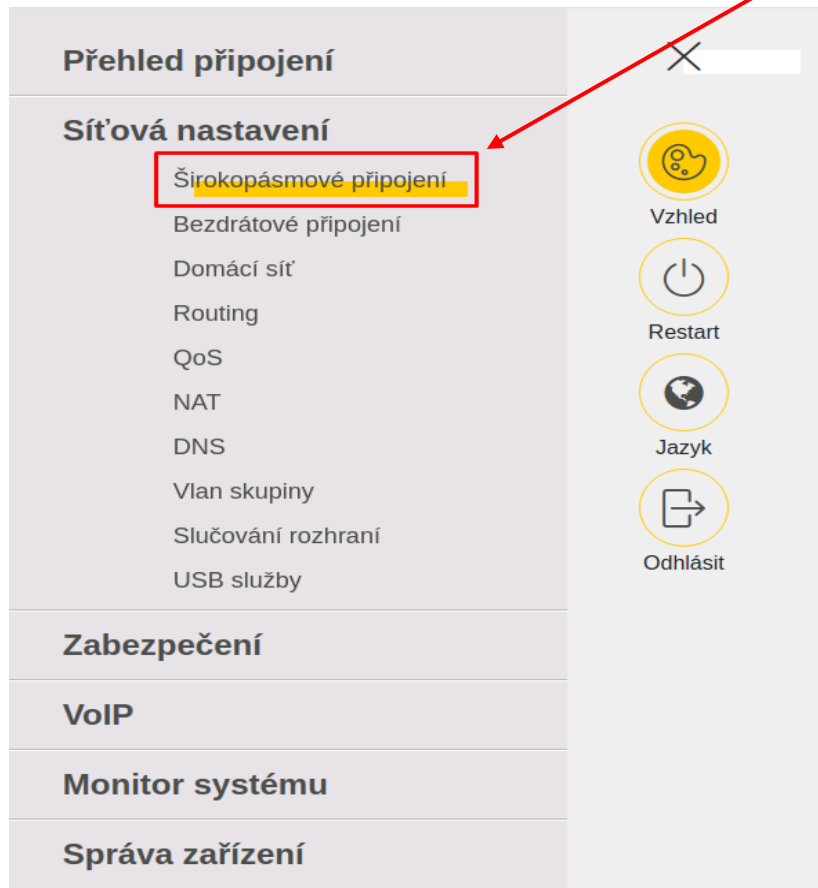 Přehled připojení
Síťová nastavení
Širokopásmové připojení
Bezdrátové připojení
Domácí síť
Routing
QoS
NAT
DNS
Vlan skupiny
Slučování rozhraní
USB služby
Zabezpečení
VoIP
Monitor systému
Správa zařízení
Vzhled
Restart
Jazyk
Odhlásit